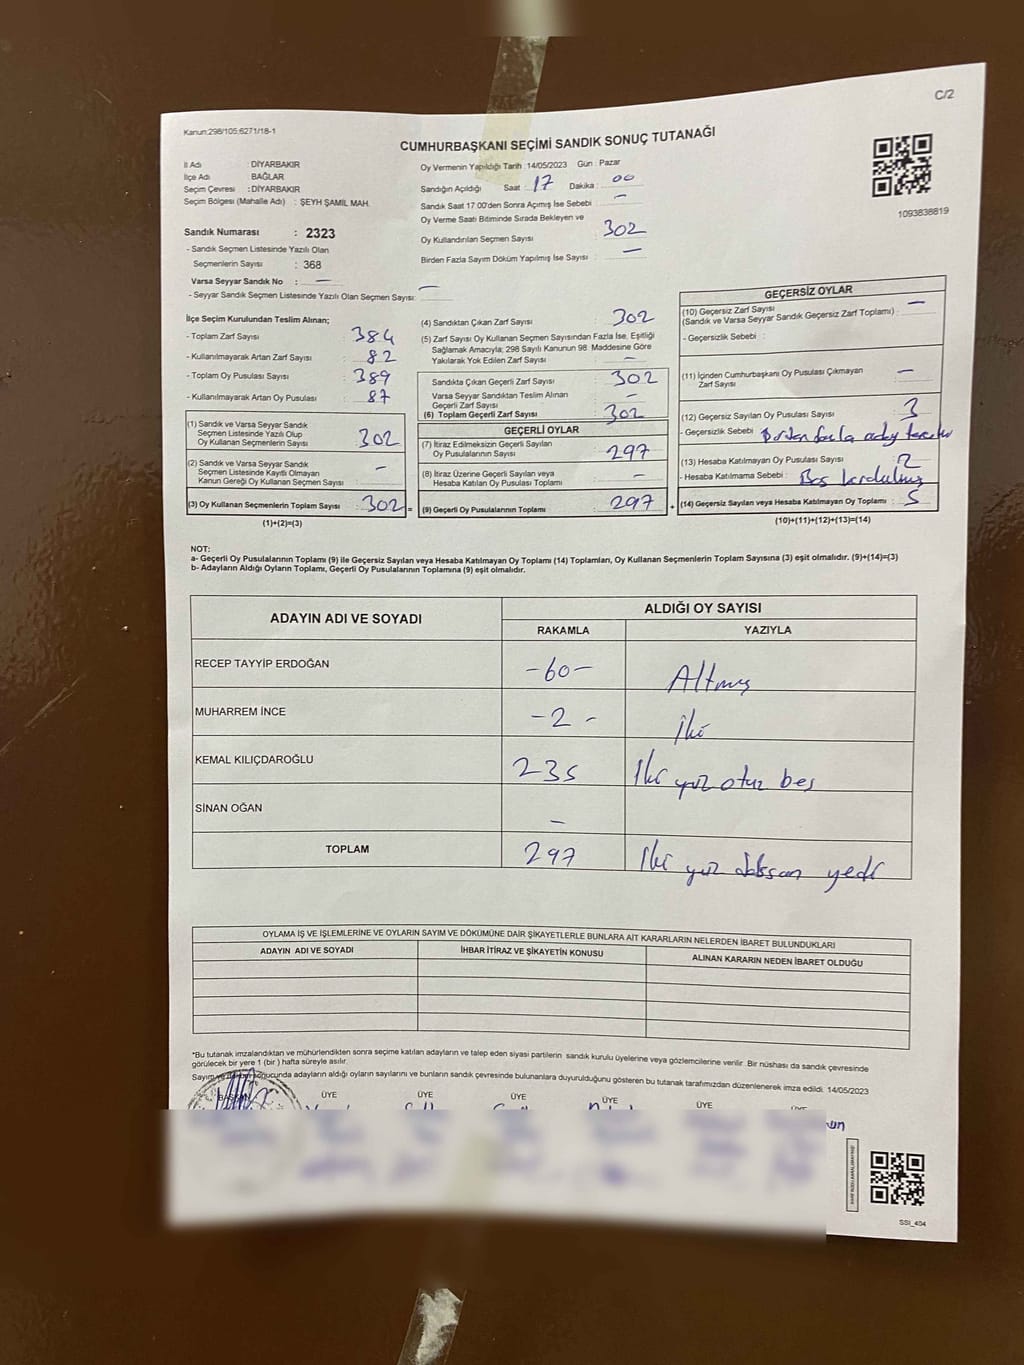 C/2
Kanun:298/105;6271/18-1
CUMHURBAŞKANI SEÇİMİ SANDIK SONUÇ TUTANAĞI
İl Adı : DİYARBAKIR
İlçe Adı : BAĞLAR
Seçim Çevresi : DİYARBAKIR
Seçim Bölgesi (Mahalle Adı) : ŞEYH ŞAMİL MAH.
Sandık Numarası : 2323
- Sandık Seçmen Listesinde Yazılı Olan
Seçmenlerin Sayısı : 368
Varsa Seyyar Sandık No : —
- Seyyar Sandık Seçmen Listesinde Yazılı Olan Seçmen Sayısı: —
Oy Vermenin Yapıldığı Tarih :14/05/2023 Gün : Pazar
Sandığın Açıldığı Saat : 17 Dakika : 00
Sandık Saat 17.00'den Sonra Açımış İse Sebebi : —
Oy Verme Saati Bitiminde Sırada Bekleyen ve
Oy Kullandırılan Seçmen Sayısı : 302
Birden Fazla Sayım Döküm Yapılmış İse Sayısı : —
1093838819
İlçe Seçim Kurulundan Teslim Alınan;
- Toplam Zarf Sayısı : 384
- Kullanılmayarak Artan Zarf Sayısı : 82
- Toplam Oy Pusulası Sayısı : 389
- Kullanılmayarak Artan Oy Pusulası : 87
(1) Sandık ve Varsa Seyyar Sandık
Seçmen Listesinde Yazılı Olup
Oy Kullanan Seçmenlerin Sayısı : 302
(2) Sandık ve Varsa Seyyar Sandık
Seçmen Listesinde Kayıtlı Olmayan
Kanun Gereği Oy Kullanan Seçmen Sayısı : -
(3) Oy Kullanan Seçmenlerin Toplam Sayısı : 302 =
(1)+(2)=(3)
(4) Sandıktan Çıkan Zarf Sayısı : 302
(5) Zarf Sayısı Oy Kullanan Seçmen Sayısından Fazla İse, Eşitliği
Sağlamak Amacıyla; 298 Sayılı Kanunun 98. Maddesine Göre
Yakılarak Yok Edilen Zarf Sayısı : —
Sandıkta Çıkan Geçerli Zarf Sayısı : 302
Varsa Seyyar Sandıktan Teslim Alınan
Geçerli Zarf Sayısı : —
(6) Toplam Geçerli Zarf Sayısı : 302
GEÇERLİ OYLAR
(7) İtiraz Edilmeksizin Geçerli Sayılan
Oy Pusulasının Sayısı : 297
(8) İtiraz Üzerine Geçerli Sayılan veya
Hesaba Katılan Oy Pusulası Toplamı : —
(9) Geçerli Oy Pusulalarının Toplamı : 297 +
GEÇERSİZ OYLAR
(10) Geçersiz Zarf Sayısı
(Sandık ve Varsa Seyyar Sandık Geçersiz Zarf Toplamı) : —
- Geçersizlik Sebebi :
(11) İçinden Cumhurbaşkanı Oy Pusulası Çıkmayan
Zarf Sayısı : —
(12) Geçersiz Sayılan Oy Pusulası Sayısı : 3
- Geçersizlik Sebebi : Birden fazla aday tercihi
(13) Hesaba Katılmayan Oy Pusulası Sayısı : 2
- Hesaba Katılmama Sebebi : Boş
(14) Geçersiz Sayılan veya Hesaba Katılmayan Oy Toplamı : 5
(10)+(11)+(12)+(13)=(14)
NOT:
a- Geçerli Oy Pusulalarının Toplamı (9) ile Geçersiz Sayılan veya Hesaba Katılmayan Oy Toplamı (14) Toplamları, Oy Kullanan Seçmenlerin Toplam Sayısına (3) eşit olmalıdır. (9)+(14)=(3)
b- Adayların Aldığı Oyların Toplamı, Geçerli Oy Pusulalarının Toplamına (9) eşit olmalıdır.
ADAYIN ADI VE SOYADI ALDIĞI OY SAYISI
RAKAMLA YAZIYLA
RECEP TAYYİP ERDOĞAN -60- Altmış
MUHARREM İNCE -2- İki
KEMAL KILIÇDAROĞLU 235 İki yüz otuz beş
SİNAN OĞAN —
TOPLAM 297 İki yüz doksan yedi
OYLAMA İŞ VE İŞLEMLERİNE VE OYLARIN SAYIM VE DÖKÜMÜNE DAİR ŞİKAYETLERLE BUNLARA AİT KARARLARIN NELERDEN İBARET BULUNDUKLARI
ADAYIN ADI VE SOYADI İHBAR İTİRAZ VE ŞİKAYETİN KONUSU ALINAN KARARIN NEDEN İBARET OLDUĞU
*Bu tutanak imzalandıktan ve mühürlendikten sonra seçime katılan adayların ve talep eden siyasi partilerin sandık kurulu üyelerine veya gözlemcilerine verilir. Bir nüshası da sandık çevresinde
görülecek bir yere 1 (bir ) hafta süreyle asılır.
Sayım ve döküm sonucunda adayların aldığı oyların sayılarını ve bunların sandık çevresinde bulunanlara duyurulduğunu gösteren bu tutanak tarafımızdan düzenlenerek imza edildi. 14/05/2023
BAŞKAN ÜYE ÜYE ÜYE ÜYE ÜYE ÜYE
SSI_404